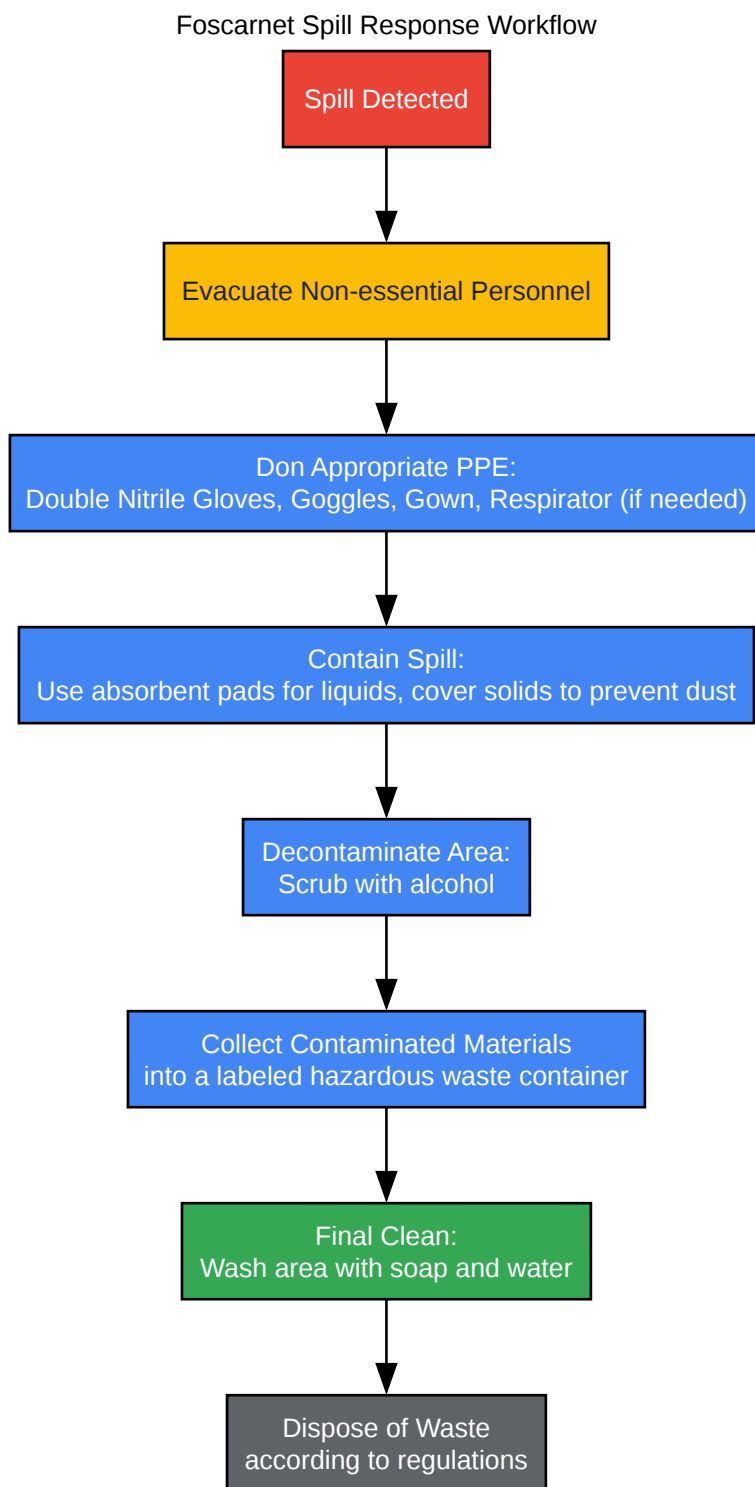 Foscarnet Spill Response Workflow
Spill Detected
Evacuate Non-essential Personnel
Don Appropriate PPE:
Double Nitrile Gloves, Goggles, Gown, Respirator (if needed)
Contain Spill:
Use absorbent pads for liquids, cover solids to prevent dust
Decontaminate Area:
Scrub with alcohol
Collect Contaminated Materials
into a labeled hazardous waste container
Final Clean:
Wash area with soap and water
Dispose of Waste
according to regulations